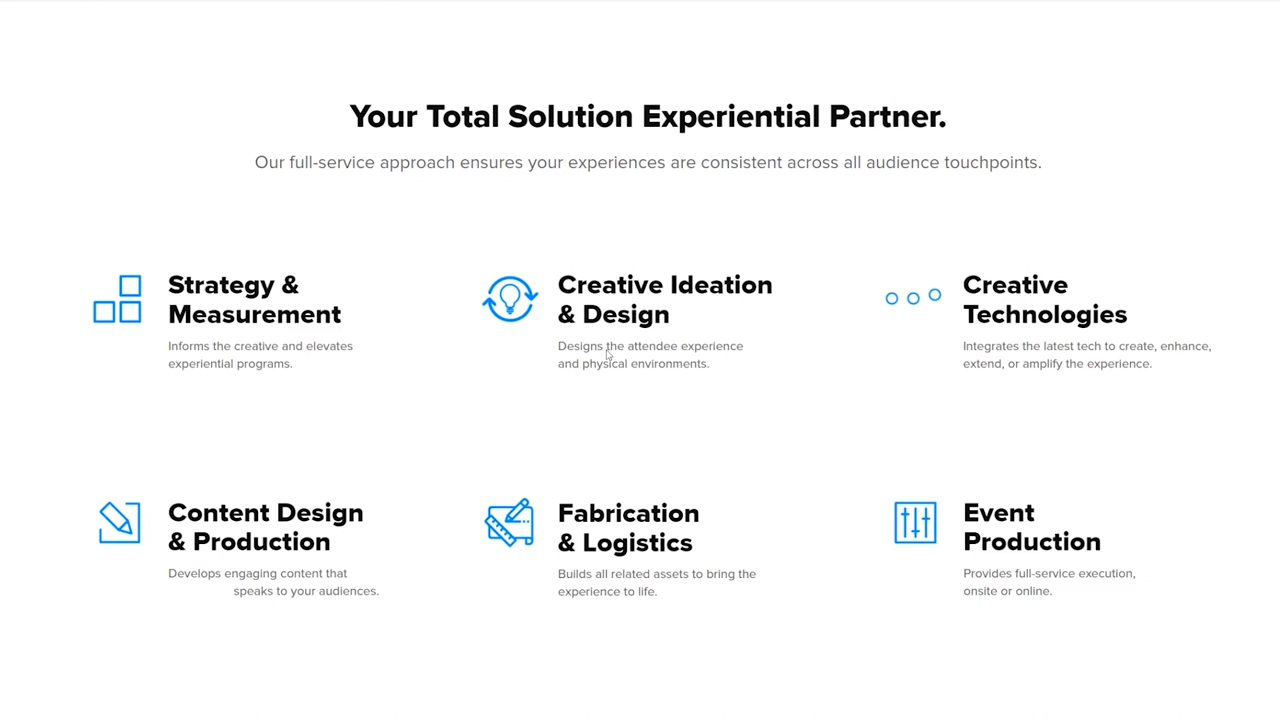 Your Total Solution Experiential Partner.
Our full-service approach ensures your experiences are consistent across all audience touchpoints.
Strategy &
Measurement
Informs the creative and elevates
experiential programs.
Creative Ideation
& Design
Designs the attendee experience
and physical environments.
Creative
Technologies
Integrates the latest tech to create, enhance,
extend, or amplify the experience.
Content Design
& Production
Develops engaging content that
speaks to your audiences.
Fabrication
& Logistics
Builds all related assets to bring the
experience to life.
Event
Production
Provides full-service execution,
onsite or online.